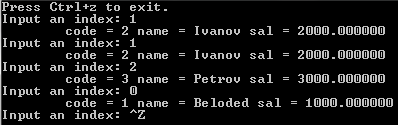 Press Ctrl+z to exit.
Input an index: 1
code = 2 name = Ivanov sal = 2000.000000
Input an index: 1
code = 2 name = Ivanov sal = 2000.000000
Input an index: 2
code = 3 name = Petrov sal = 3000.000000
Input an index: 0
code = 1 name = Beloded sal = 1000.000000
Input an index: ^Z